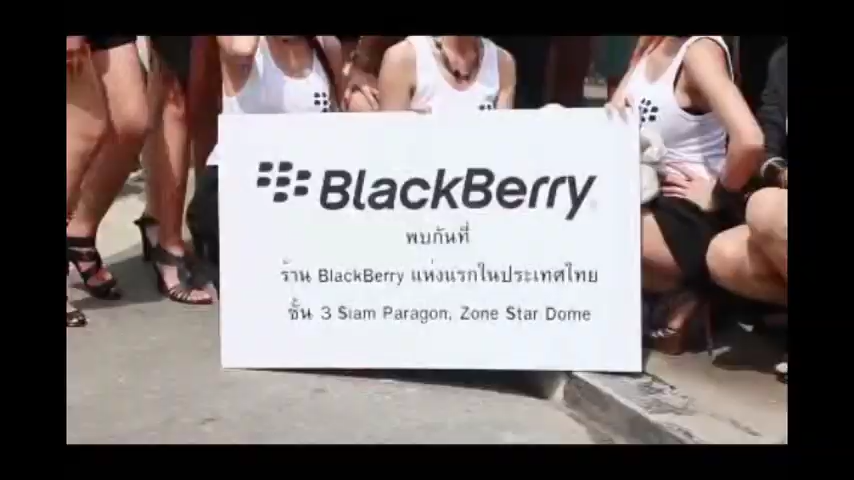 BlackBerry
พบกันที่
ร้าน BlackBerry แห่งแรกในประเทศไทย
ชั้น 3 Siam Paragon, Zone Star Dome